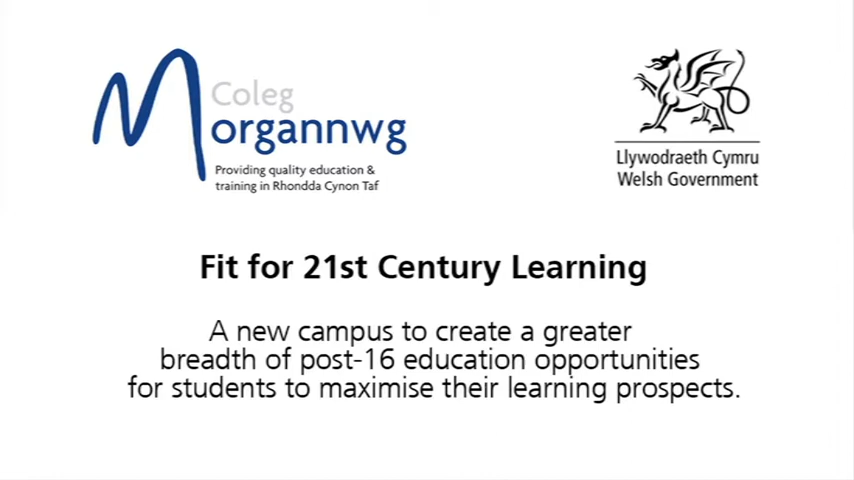 Coleg
Morgannwg
Providing quality education &
training in Rhondda Cynon Taf
Llywodraeth Cymru
Welsh Government
Fit for 21st Century Learning
A new campus to create a greater
breadth of post-16 education opportunities
for students to maximise their learning prospects.